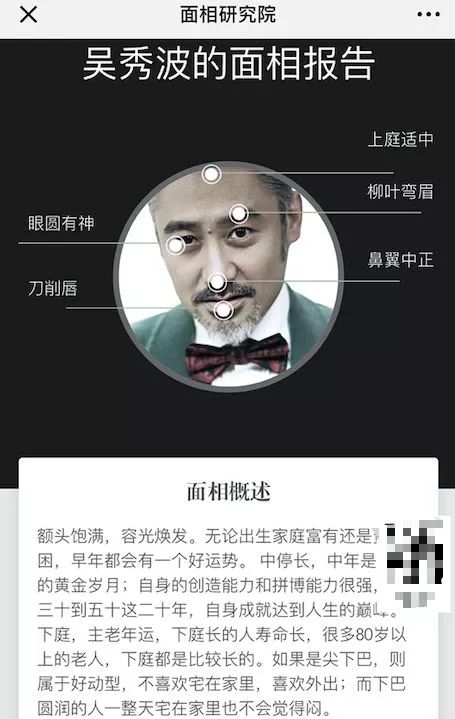 面相研究院
吴秀波的面相报告
上庭适中
柳叶弯眉
眼圆有神
鼻翼中正
刀削唇
面相概述
额头饱满，容光焕发。无论出生家庭富有还是
困，早年都会有一个好运势。 中停长，中年是
的黄金岁月；自身的创造能力和拼博能力很强，
三十到五十这二十年，自身成就达到人生的巅峰。
下庭，主老年运，下庭长的人寿命长，很多80岁以
上的老人，下庭都是比较长的。如果是尖下巴，则
属于好动型，不喜欢宅在家里，喜欢外出；而下巴
圆润的人一整天宅在家里也不会觉得闷。